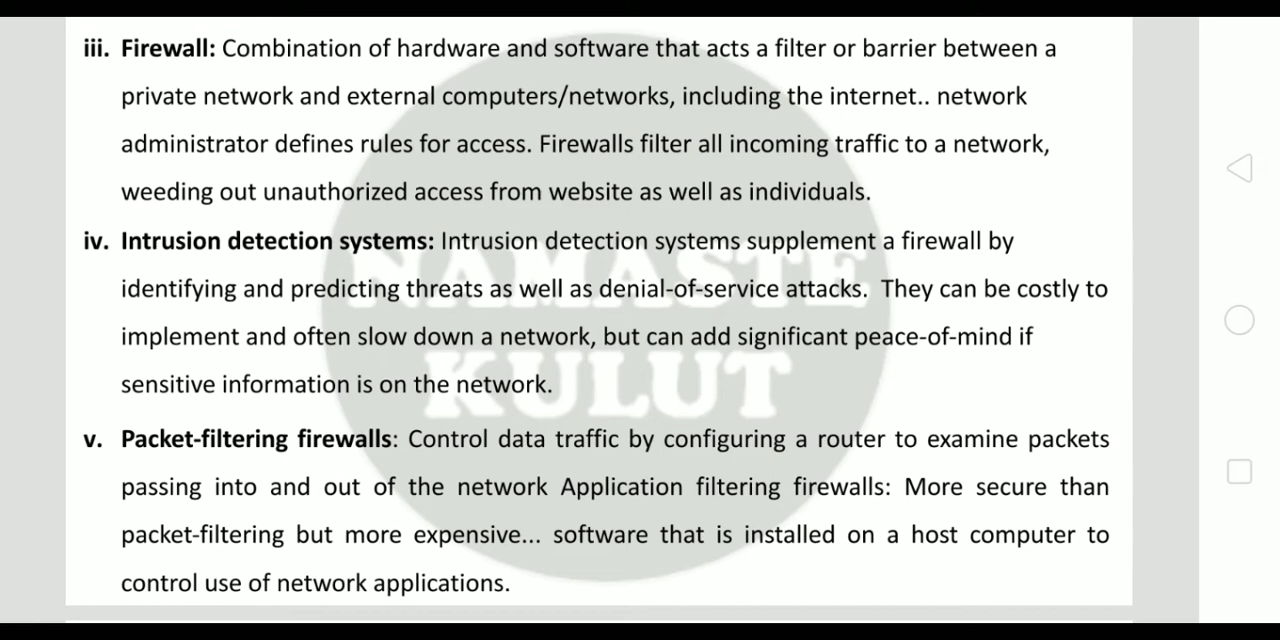 iii. Firewall: Combination of hardware and software that acts a filter or barrier between a
private network and external computers/networks, including the internet.. network
administrator defines rules for access. Firewalls filter all incoming traffic to a network,
weeding out unauthorized access from website as well as individuals.
iv. Intrusion detection systems: Intrusion detection systems supplement a firewall by
identifying and predicting threats as well as denial-of-service attacks. They can be costly to
implement and often slow down a network, but can add significant peace-of-mind if
sensitive information is on the network.
v. Packet-filtering firewalls: Control data traffic by configuring a router to examine packets
passing into and out of the network Application filtering firewalls: More secure than
packet-filtering but more expensive... software that is installed on a host computer to
control use of network applications.
NAMASTE
KULUT